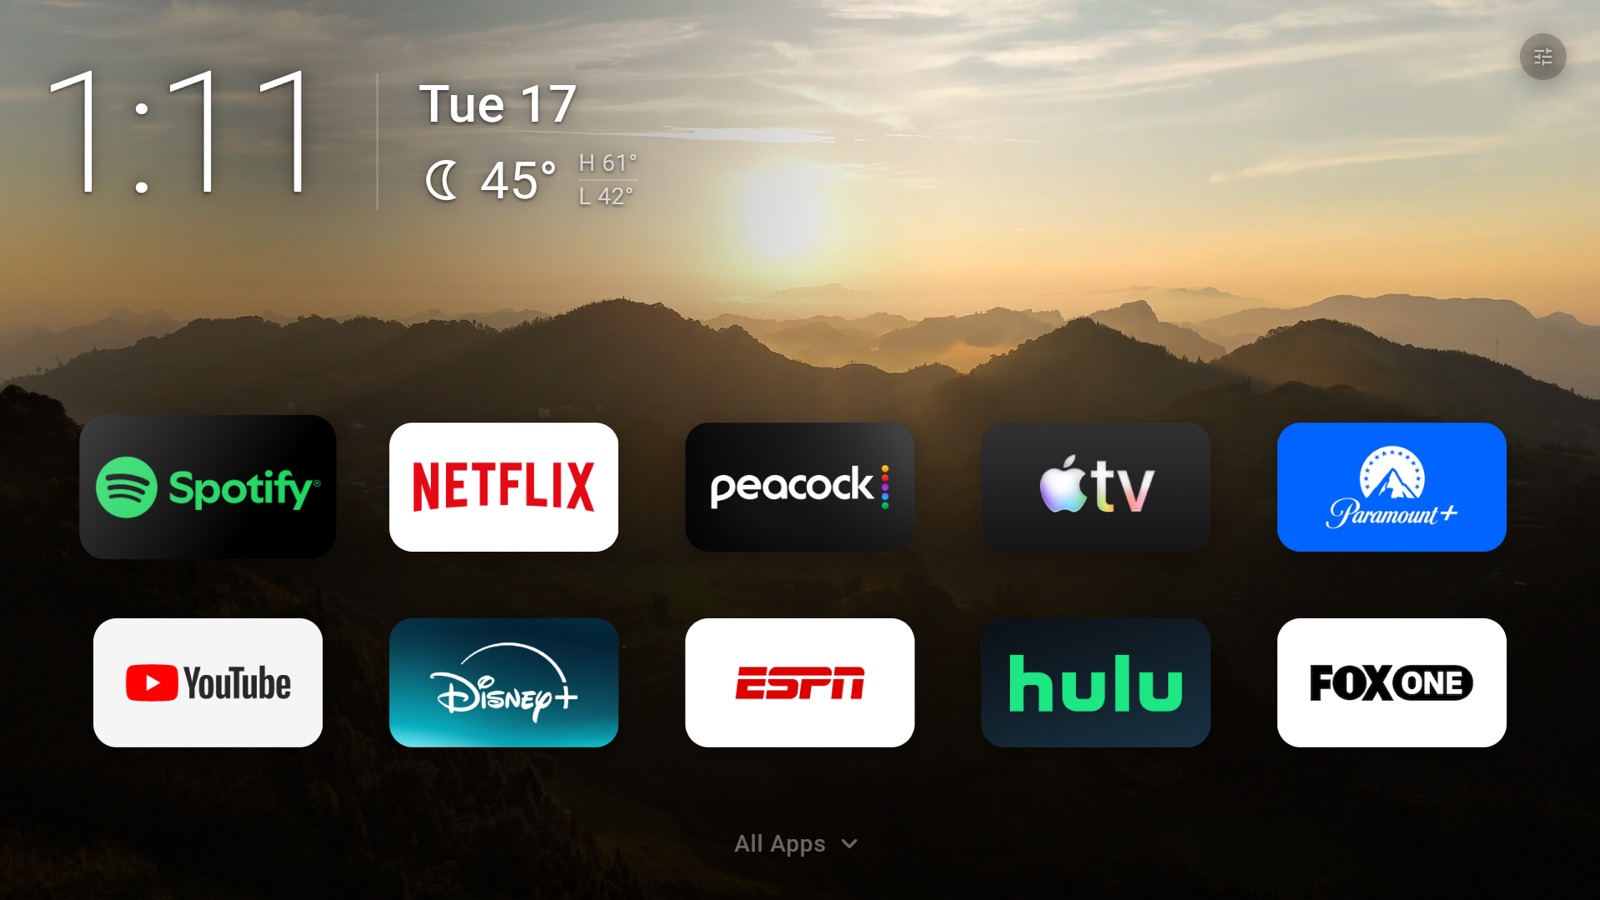 1:11
Tue 17
45°
H 61°
L 42°
Spotify®
NETFLIX
peacock
tv
Paramount+
YouTube
Disney+
ESPN
hulu
FOX ONE
All Apps